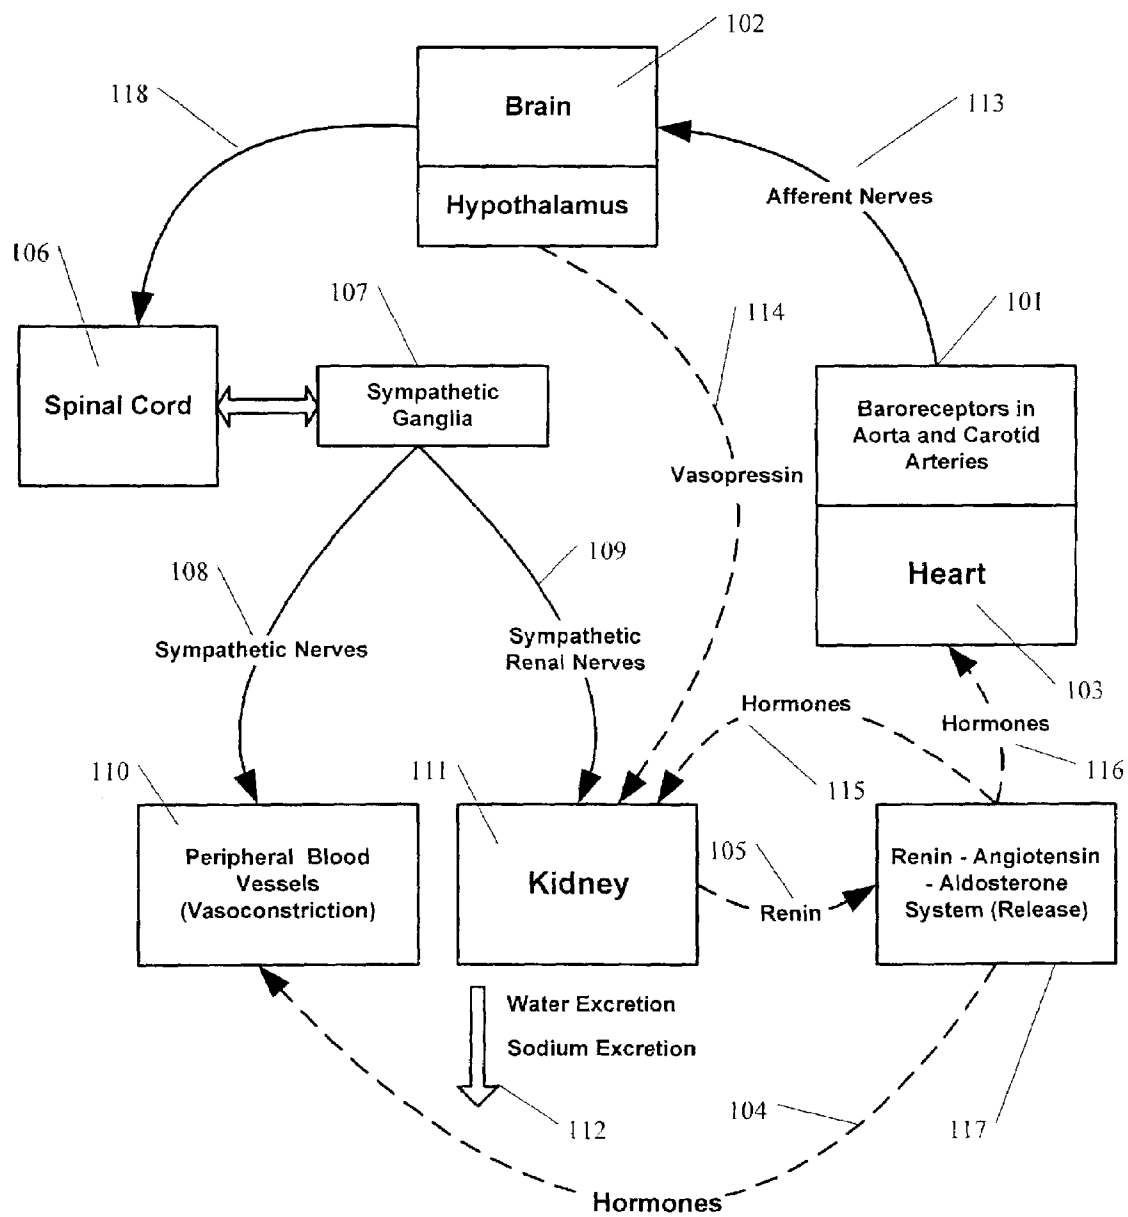 102
118
Brain
113
Afferent Nerves
Hypothalamus
106
107
114
101
Spinal Cord
Sympathetic
Ganglia
Baroreceptors in
Aorta and Carotid
Arteries
Vasopressin
Heart
108
109
Sympathetic Nerves
Sympathetic
Renal Nerves
103
Hormones
Hormones
110
111
115
116
Peripheral Blood
Vessels
(Vasoconstriction)
Kidney
105
Renin
Renin - Angiotensin
- Aldosterone
System (Release)
Water Excretion
Sodium Excretion
112
104
117
Hormones